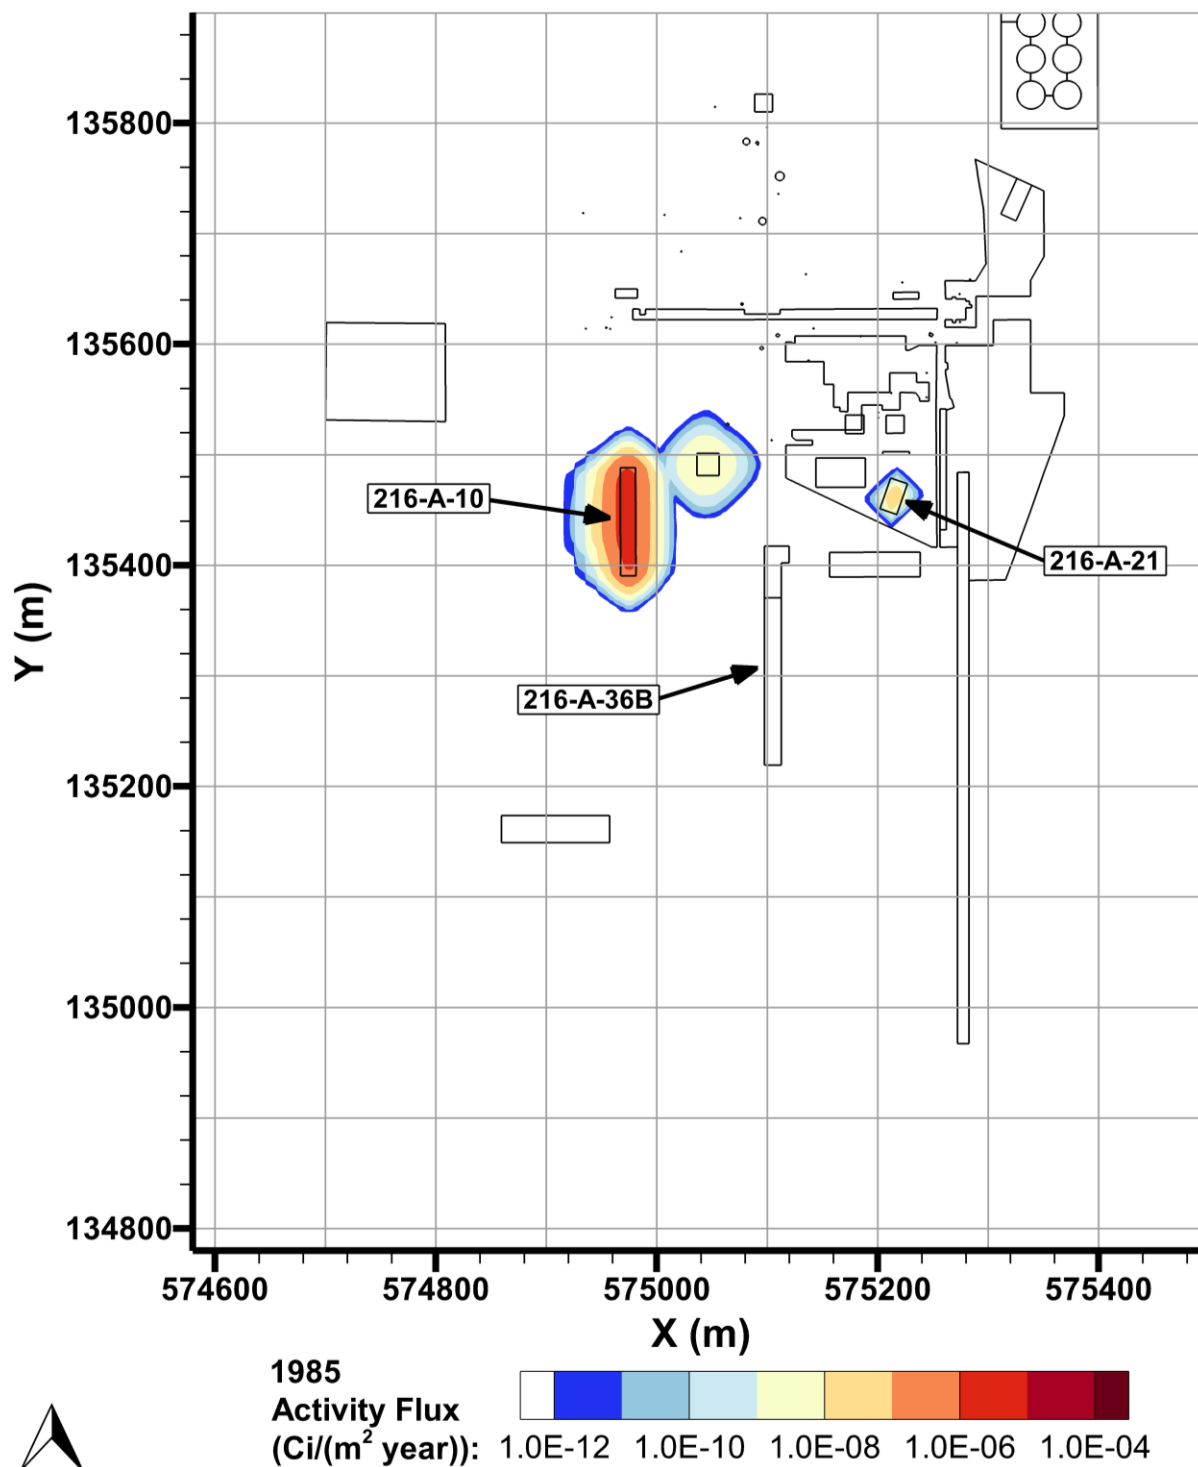 135800
135600
216-A-10
135400
216-A-21
Y (m)
216-A-36B
135200
135000
134800
574600 574800 575000 575200 575400
X (m)
1985
Activity Flux
(Ci/(m² year)): 1.0E-12 1.0E-10 1.0E-08 1.0E-06 1.0E-04